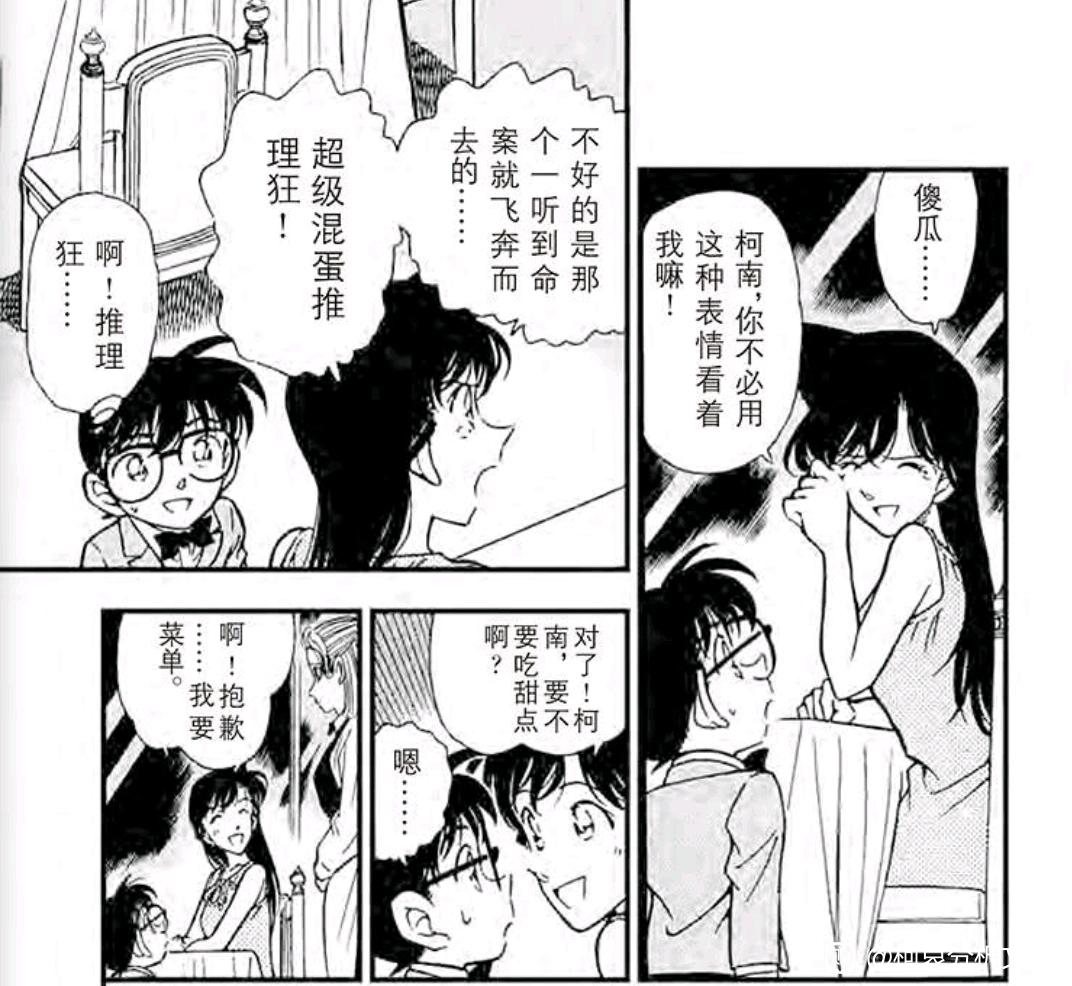 傻瓜……
柯南，你不必用
这种表情看着
我嘛！
不好的是那
个一听到命
案就飞奔而
去的……
超级混蛋推
理狂！
啊！推理
狂……
对了！柯
南，要不
要吃甜点
啊？
嗯……
啊！抱歉
……我要
菜单。